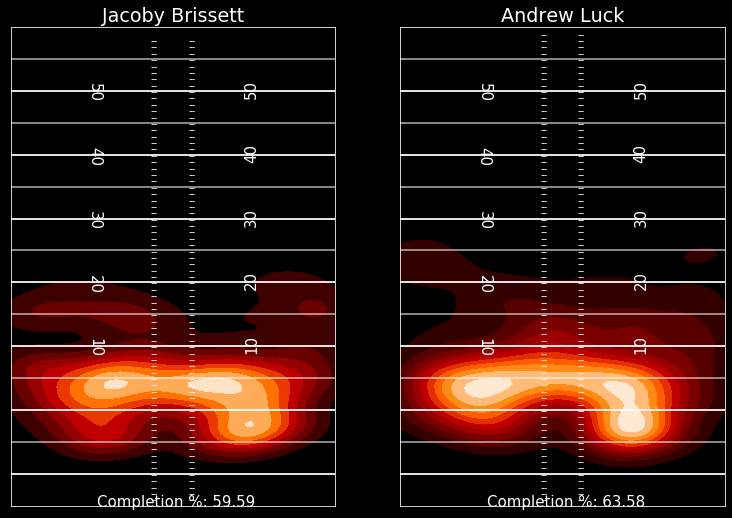 Jacoby Brissett
50 50
40 40
30 30
20 20
10 10
Completion %: 59.59
Andrew Luck
50 50
40 40
30 30
20 20
10 10
Completion %: 63.58